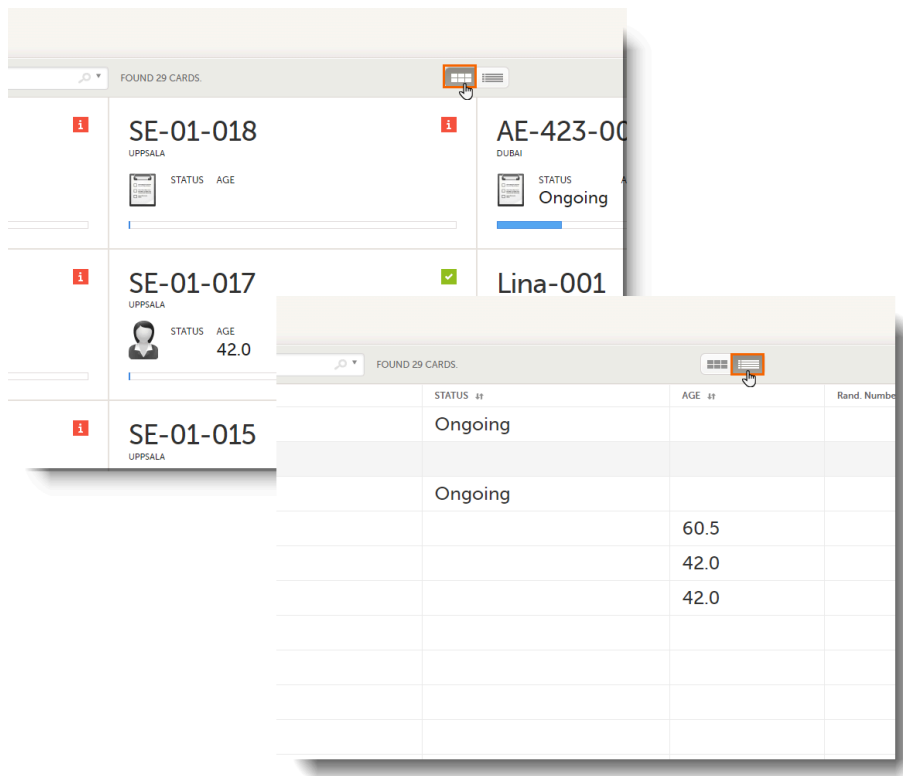 FOUND 29 CARDS.
SE-01-018
UPPSALA
STATUS AGE
AE-423-00
DUBAI
STATUS A
Ongoing
SE-01-017
UPPSALA
STATUS AGE
42.0
Lina-001
SE-01-015
UPPSALA
FOUND 29 CARDS.
STATUS AGE Rand. Numbe
Ongoing
Ongoing
60.5
42.0
42.0